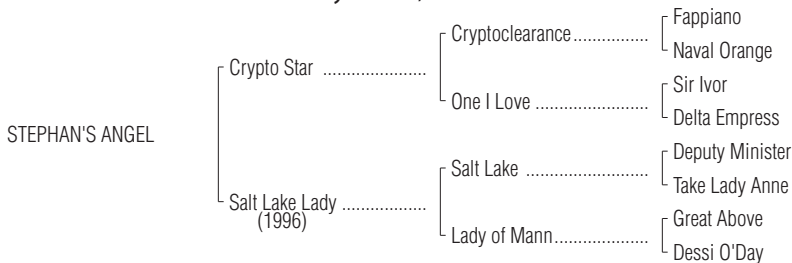 Fappiano
Cryptoclearance................
Naval Orange
Crypto Star ......................
Sir Ivor
One I Love ........................
Delta Empress
STEPHAN'S ANGEL
Deputy Minister
Salt Lake ..........................
Take Lady Anne
Salt Lake Lady ..................
(1996)
Great Above
Lady of Mann....................
Dessi O'Day